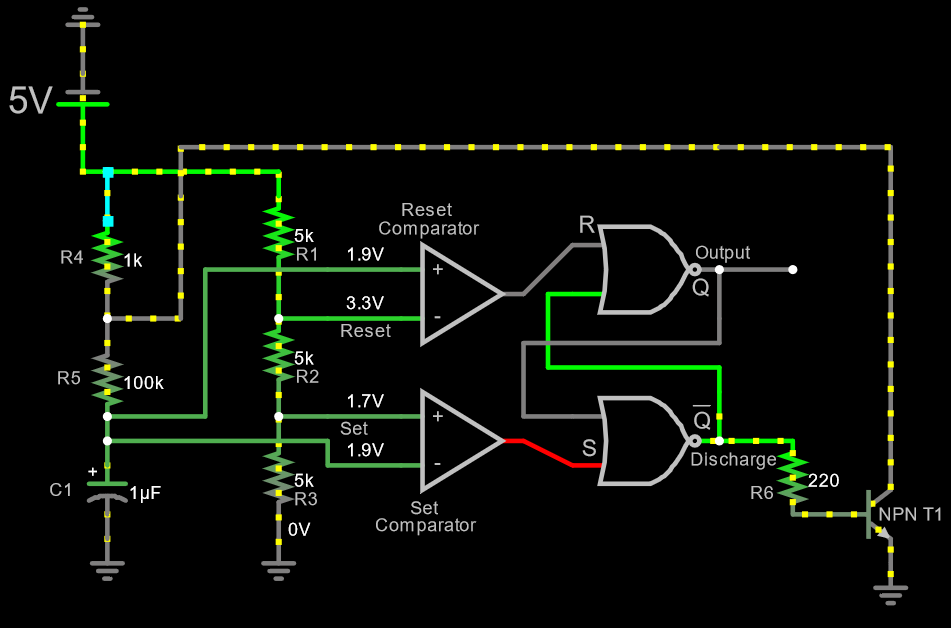 5V
Reset
Comparator
R
Output
R4
1k
5k
R1
1.9V
+
Q
3.3V
-
Reset
R5
100k
5k
R2
1.7V
+
Set
1.9V
-
S
Q̅
Discharge
+
C1
1µF
5k
R3
R6
220
0V
Set
Comparator
NPN T1